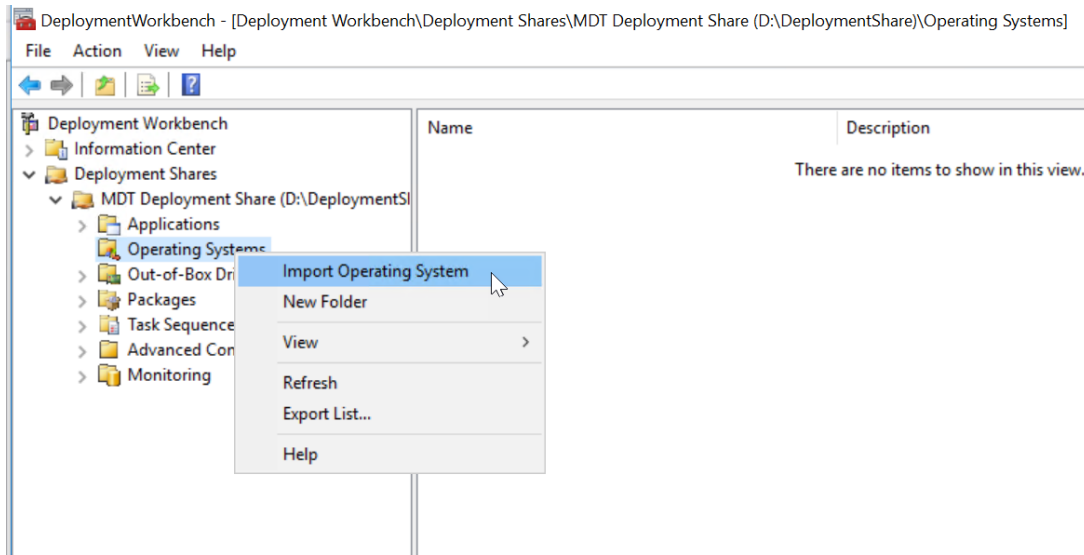 DeploymentWorkbench - [Deployment Workbench\Deployment Shares\MDT Deployment Share (D:\DeploymentShare)\Operating Systems]
File Action View Help
Deployment Workbench
Information Center
Deployment Shares
MDT Deployment Share (D:\DeploymentSl
Applications
Operating Systems
Out-of-Box Dri
Packages
Task Sequence
Advanced Con
Monitoring
Import Operating System
New Folder
View
Refresh
Export List...
Help
Name Description
There are no items to show in this view.